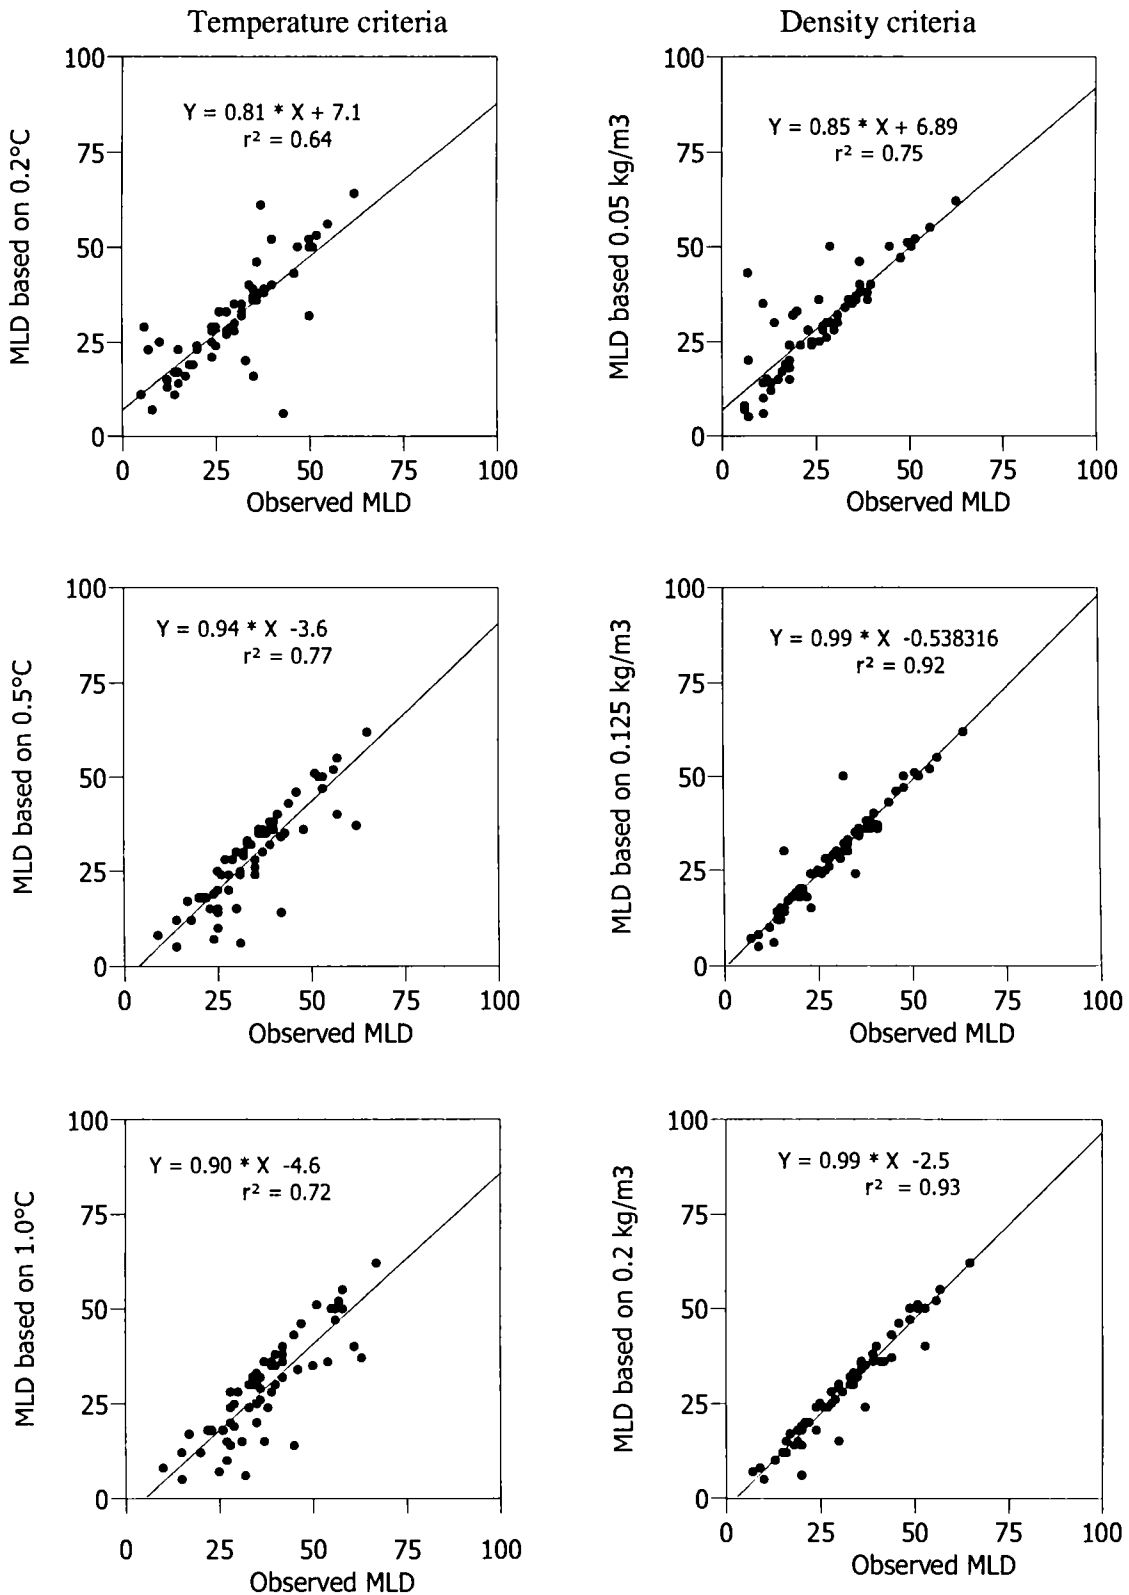 Temperature criteria
Density criteria
MLD based on 0.2°C
100
75
50
25
0
Y = 0.81 * X + 7.1
r² = 0.64
0 25 50 75 100
Observed MLD
MLD based 0.05 kg/m3
100
75
50
25
0
Y = 0.85 * X + 6.89
r² = 0.75
0 25 50 75 100
Observed MLD
MLD based on 0.5°C
100
75
50
25
0
Y = 0.94 * X -3.6
r² = 0.77
0 25 50 75 100
Observed MLD
MLD based on 0.125 kg/m3
100
75
50
25
0
Y = 0.99 * X -0.538316
r² = 0.92
0 25 50 75 100
Observed MLD
MLD based on 1.0°C
100
75
50
25
0
Y = 0.90 * X -4.6
r² = 0.72
0 25 50 75 100
Observed MLD
MLD based on 0.2 kg/m3
100
75
50
25
0
Y = 0.99 * X -2.5
r² = 0.93
0 25 50 75 100
Observed MLD